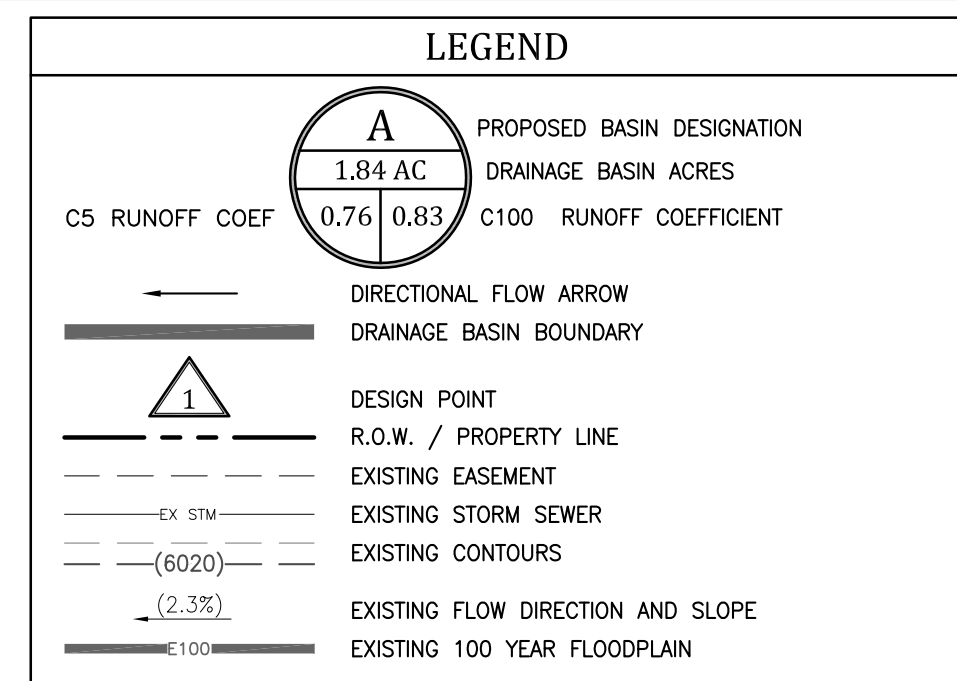 LEGEND
A PROPOSED BASIN DESIGNATION
1.84 AC DRAINAGE BASIN ACRES
C5 RUNOFF COEF 0.76 0.83 C100 RUNOFF COEFFICIENT
DIRECTIONAL FLOW ARROW
DRAINAGE BASIN BOUNDARY
1 DESIGN POINT
R.O.W. / PROPERTY LINE
EXISTING EASEMENT
EX STM EXISTING STORM SEWER
(6020) EXISTING CONTOURS
(2.3%) EXISTING FLOW DIRECTION AND SLOPE
E100 EXISTING 100 YEAR FLOODPLAIN